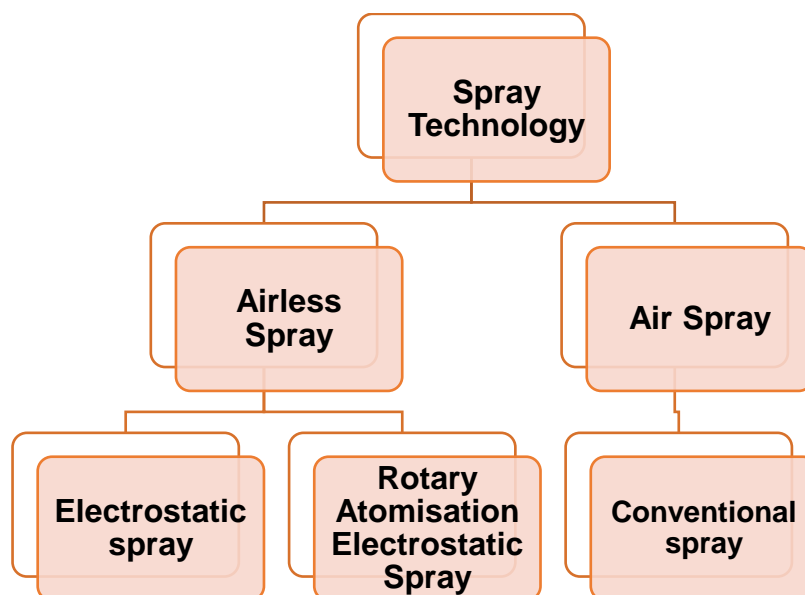 Spray
Technology
Airless
Spray
Air Spray
Electrostatic
spray
Rotary
Atomisation
Electrostatic
Spray
Conventional
spray